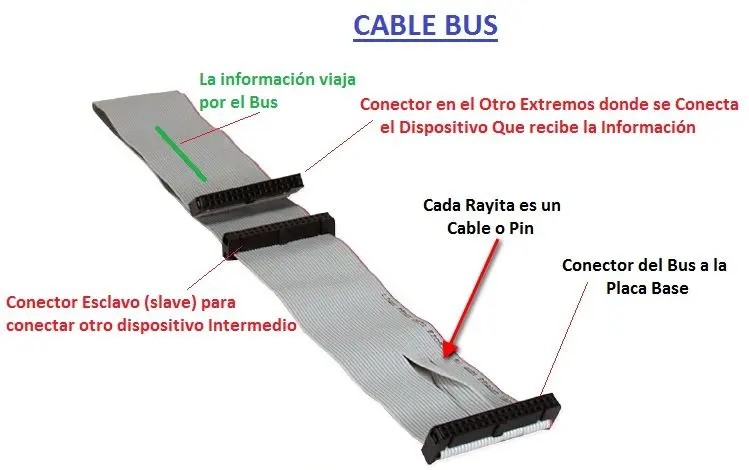 CABLE BUS
La información viaja
por el Bus
Conector en el Otro Extremos donde se Conecta
el Dispositivo Que recibe la Información
Cada Rayita es un
Cable o Pin
Conector del Bus a la
Placa Base
Conector Esclavo (slave) para
conectar otro dispositivo Intermedio